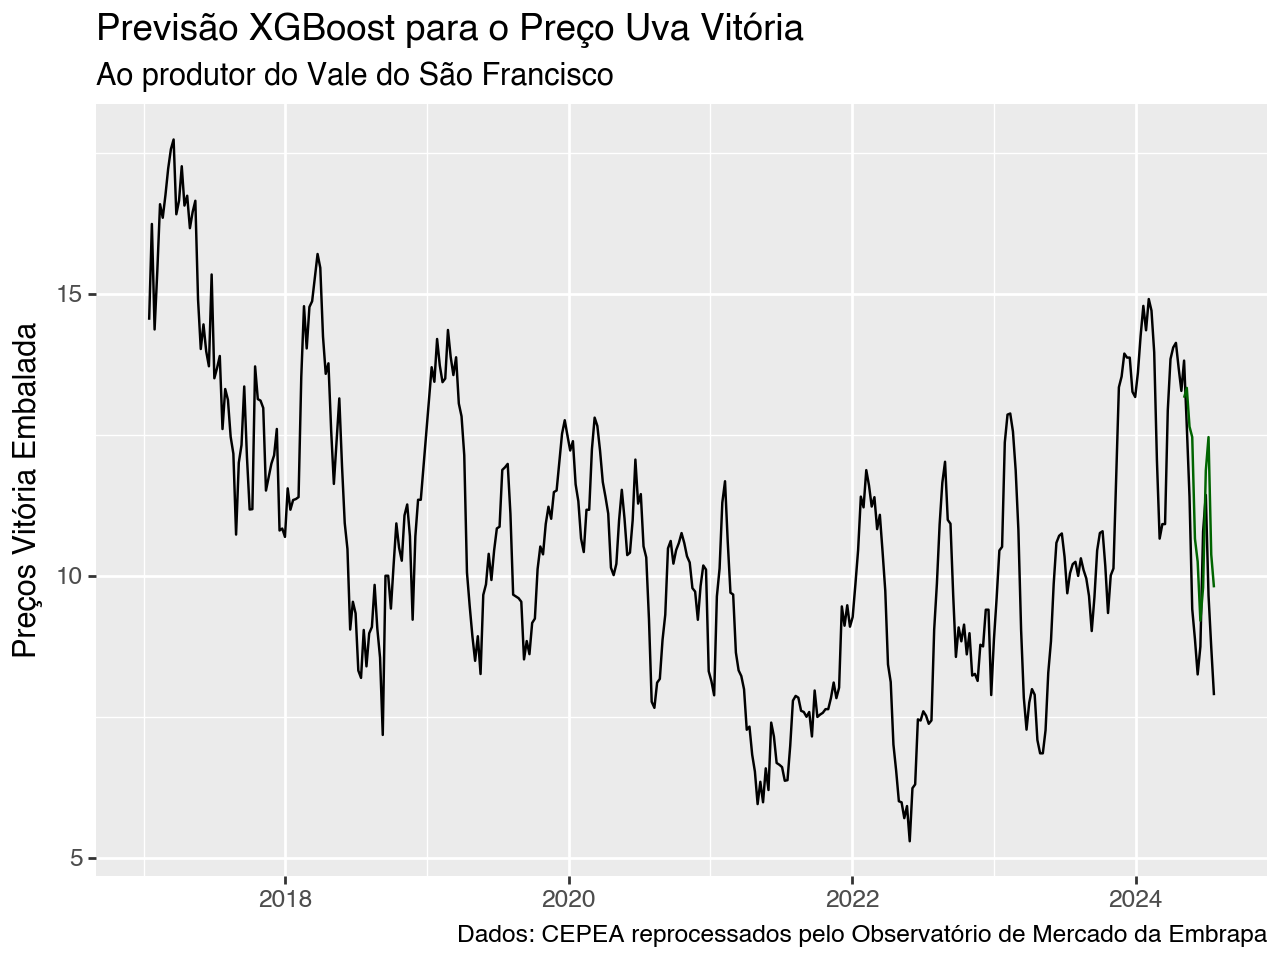 Previsão XGBoost para o Preço Uva Vitória
Ao produtor do Vale do São Francisco
Preços Vitória Embalada
15
10
5
2018
2020
2022
2024
Dados: CEPEA reprocessados pelo Observatório de Mercado da Embrapa